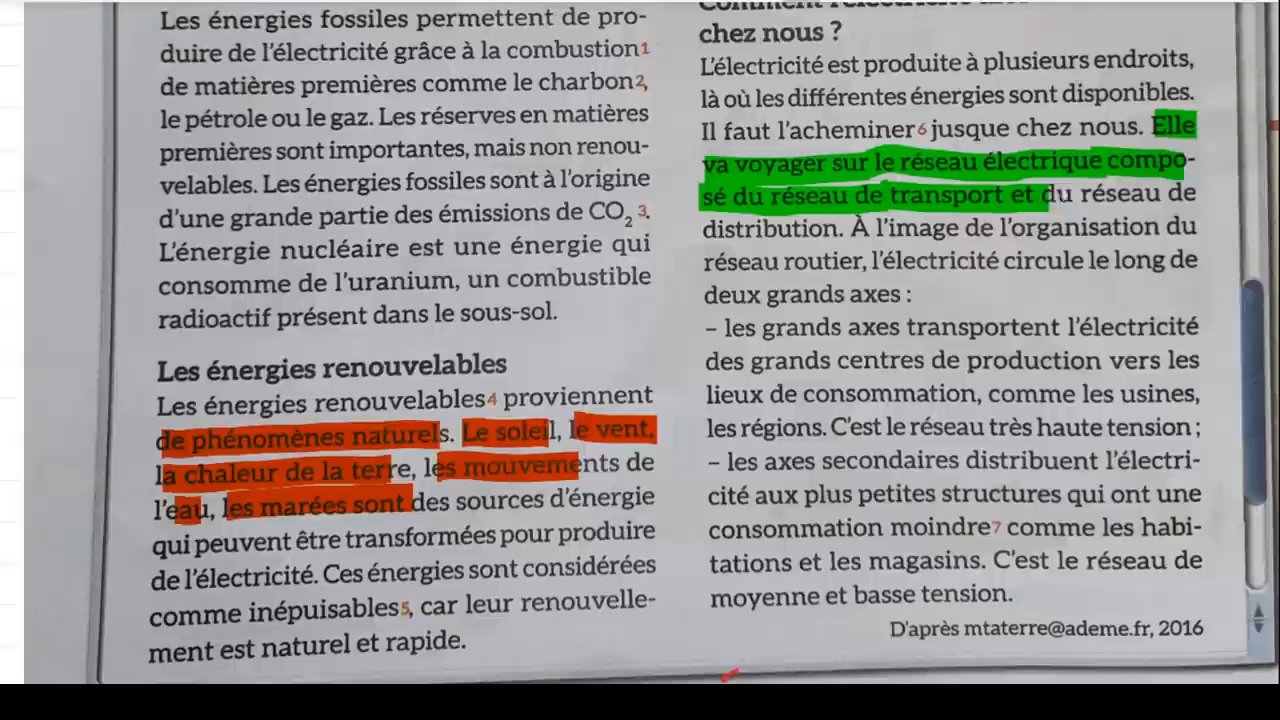 Les énergies fossiles permettent de pro-
duire de l'électricité grâce à la combustion1
de matières premières comme le charbon2,
le pétrole ou le gaz. Les réserves en matières
premières sont importantes, mais non renou-
velables. Les énergies fossiles sont à l'origine
d'une grande partie des émissions de CO2 3.
L'énergie nucléaire est une énergie qui
consomme de l'uranium, un combustible
radioactif présent dans le sous-sol.
Les énergies renouvelables
Les énergies renouvelables4 proviennent
de phénomènes naturels. Le soleil, le vent,
la chaleur de la terre, les mouvements de
l'eau, les marées sont des sources d'énergie
qui peuvent être transformées pour produire
de l'électricité. Ces énergies sont considérées
comme inépuisables5, car leur renouvelle-
ment est naturel et rapide.
Comment l'électricité
chez nous ?
L'électricité est produite à plusieurs endroits,
là où les différentes énergies sont disponibles.
Il faut l'acheminer6 jusque chez nous. Elle
va voyager sur le réseau électrique compo-
sé du réseau de transport et du réseau de
distribution. À l'image de l'organisation du
réseau routier, l'électricité circule le long de
deux grands axes :
– les grands axes transportent l'électricité
des grands centres de production vers les
lieux de consommation, comme les usines,
les régions. C'est le réseau très haute tension ;
– les axes secondaires distribuent l'électri-
cité aux plus petites structures qui ont une
consommation moindre7 comme les habi-
tations et les magasins. C'est le réseau de
moyenne et basse tension.
D'après mtaterre@ademe.fr, 2016